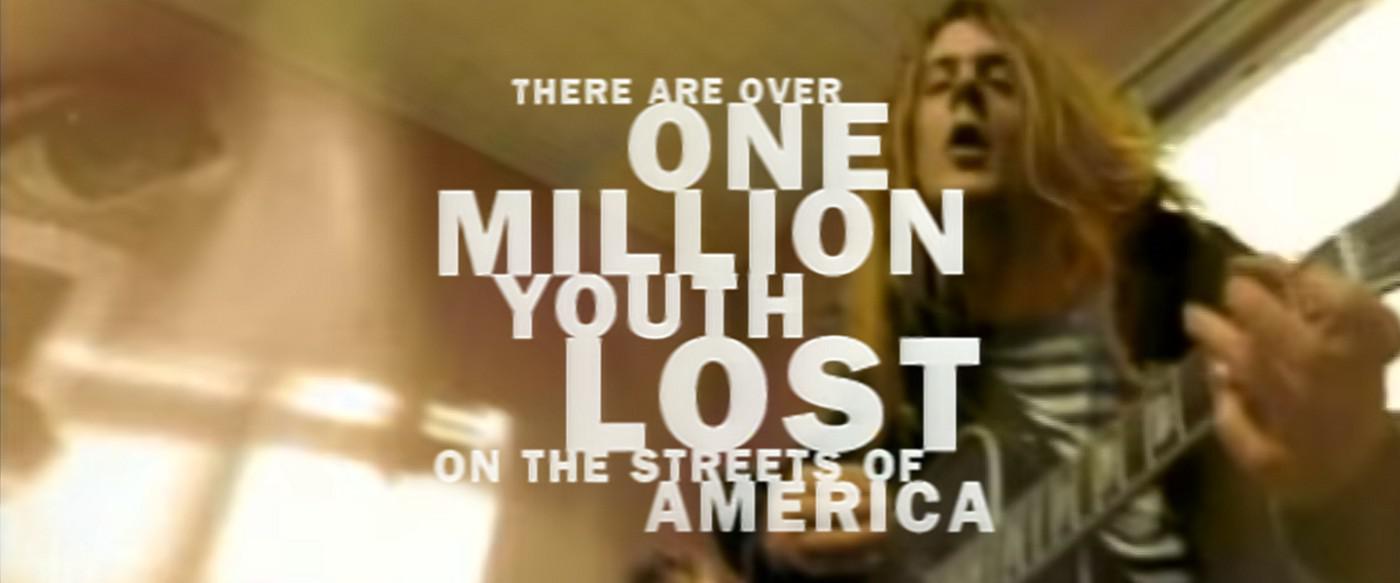 THERE ARE OVER
ONE
MILLION
YOUTH
LOST
ON THE STREETS OF
AMERICA